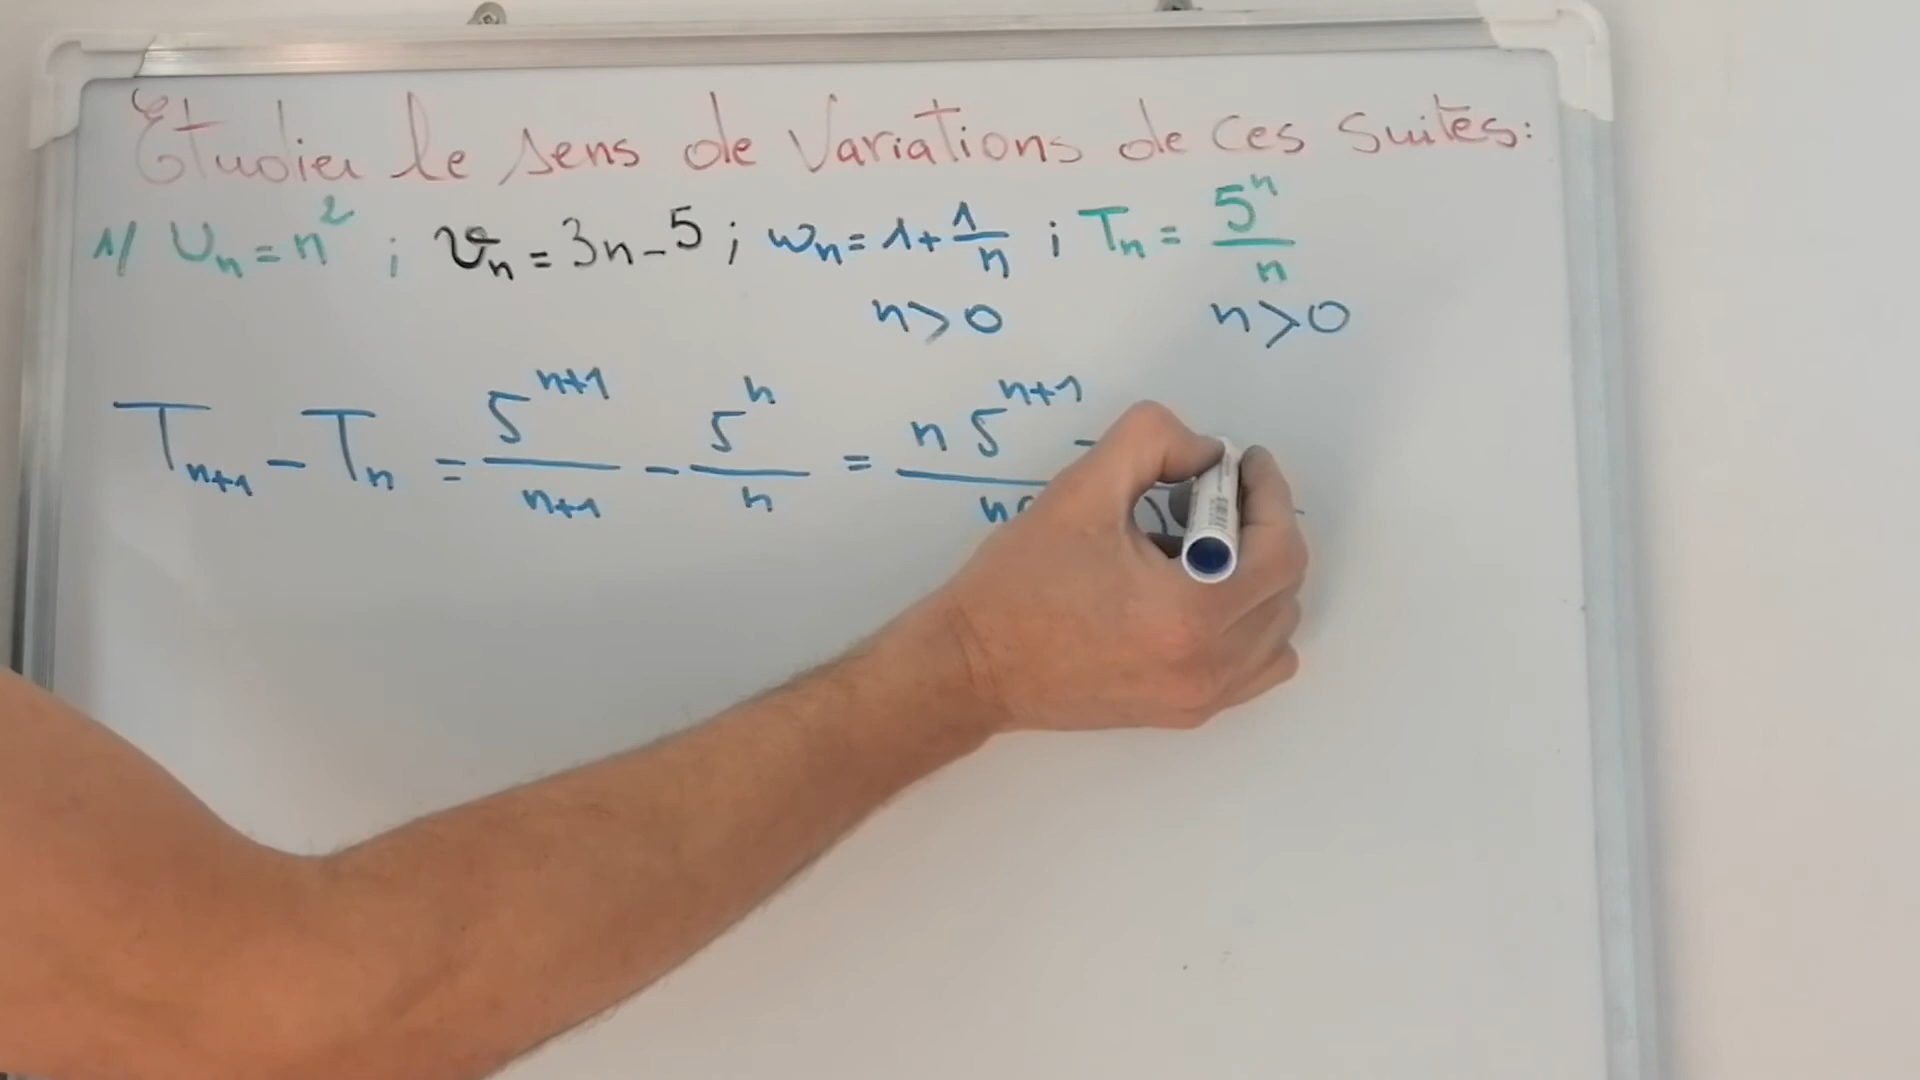 Etudier le sens de Variations de ces suites:
1/ Un = n² ; vn = 3n - 5 ; wn = 1 + 1/n ; Tn = 5ⁿ/n
n > 0 n > 0
Tn+1 - Tn = 5ⁿ⁺¹/n+1 - 5ⁿ/n = n 5ⁿ⁺¹ -